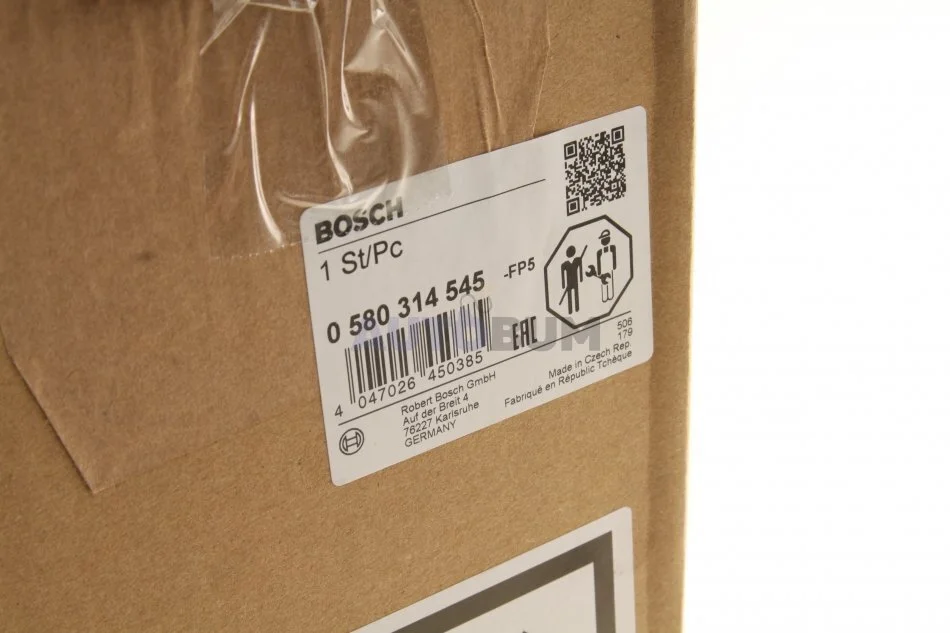 BOSCH
1 St/Pc
0 580 314 545
-FP5
4 047026 450385
EAC
AUTOBUM
Robert Bosch GmbH
Auf der Breit 4
76227 Karlsruhe
GERMANY
506
179
Made in Czech Rep.
Fabriqué en République Tchèque